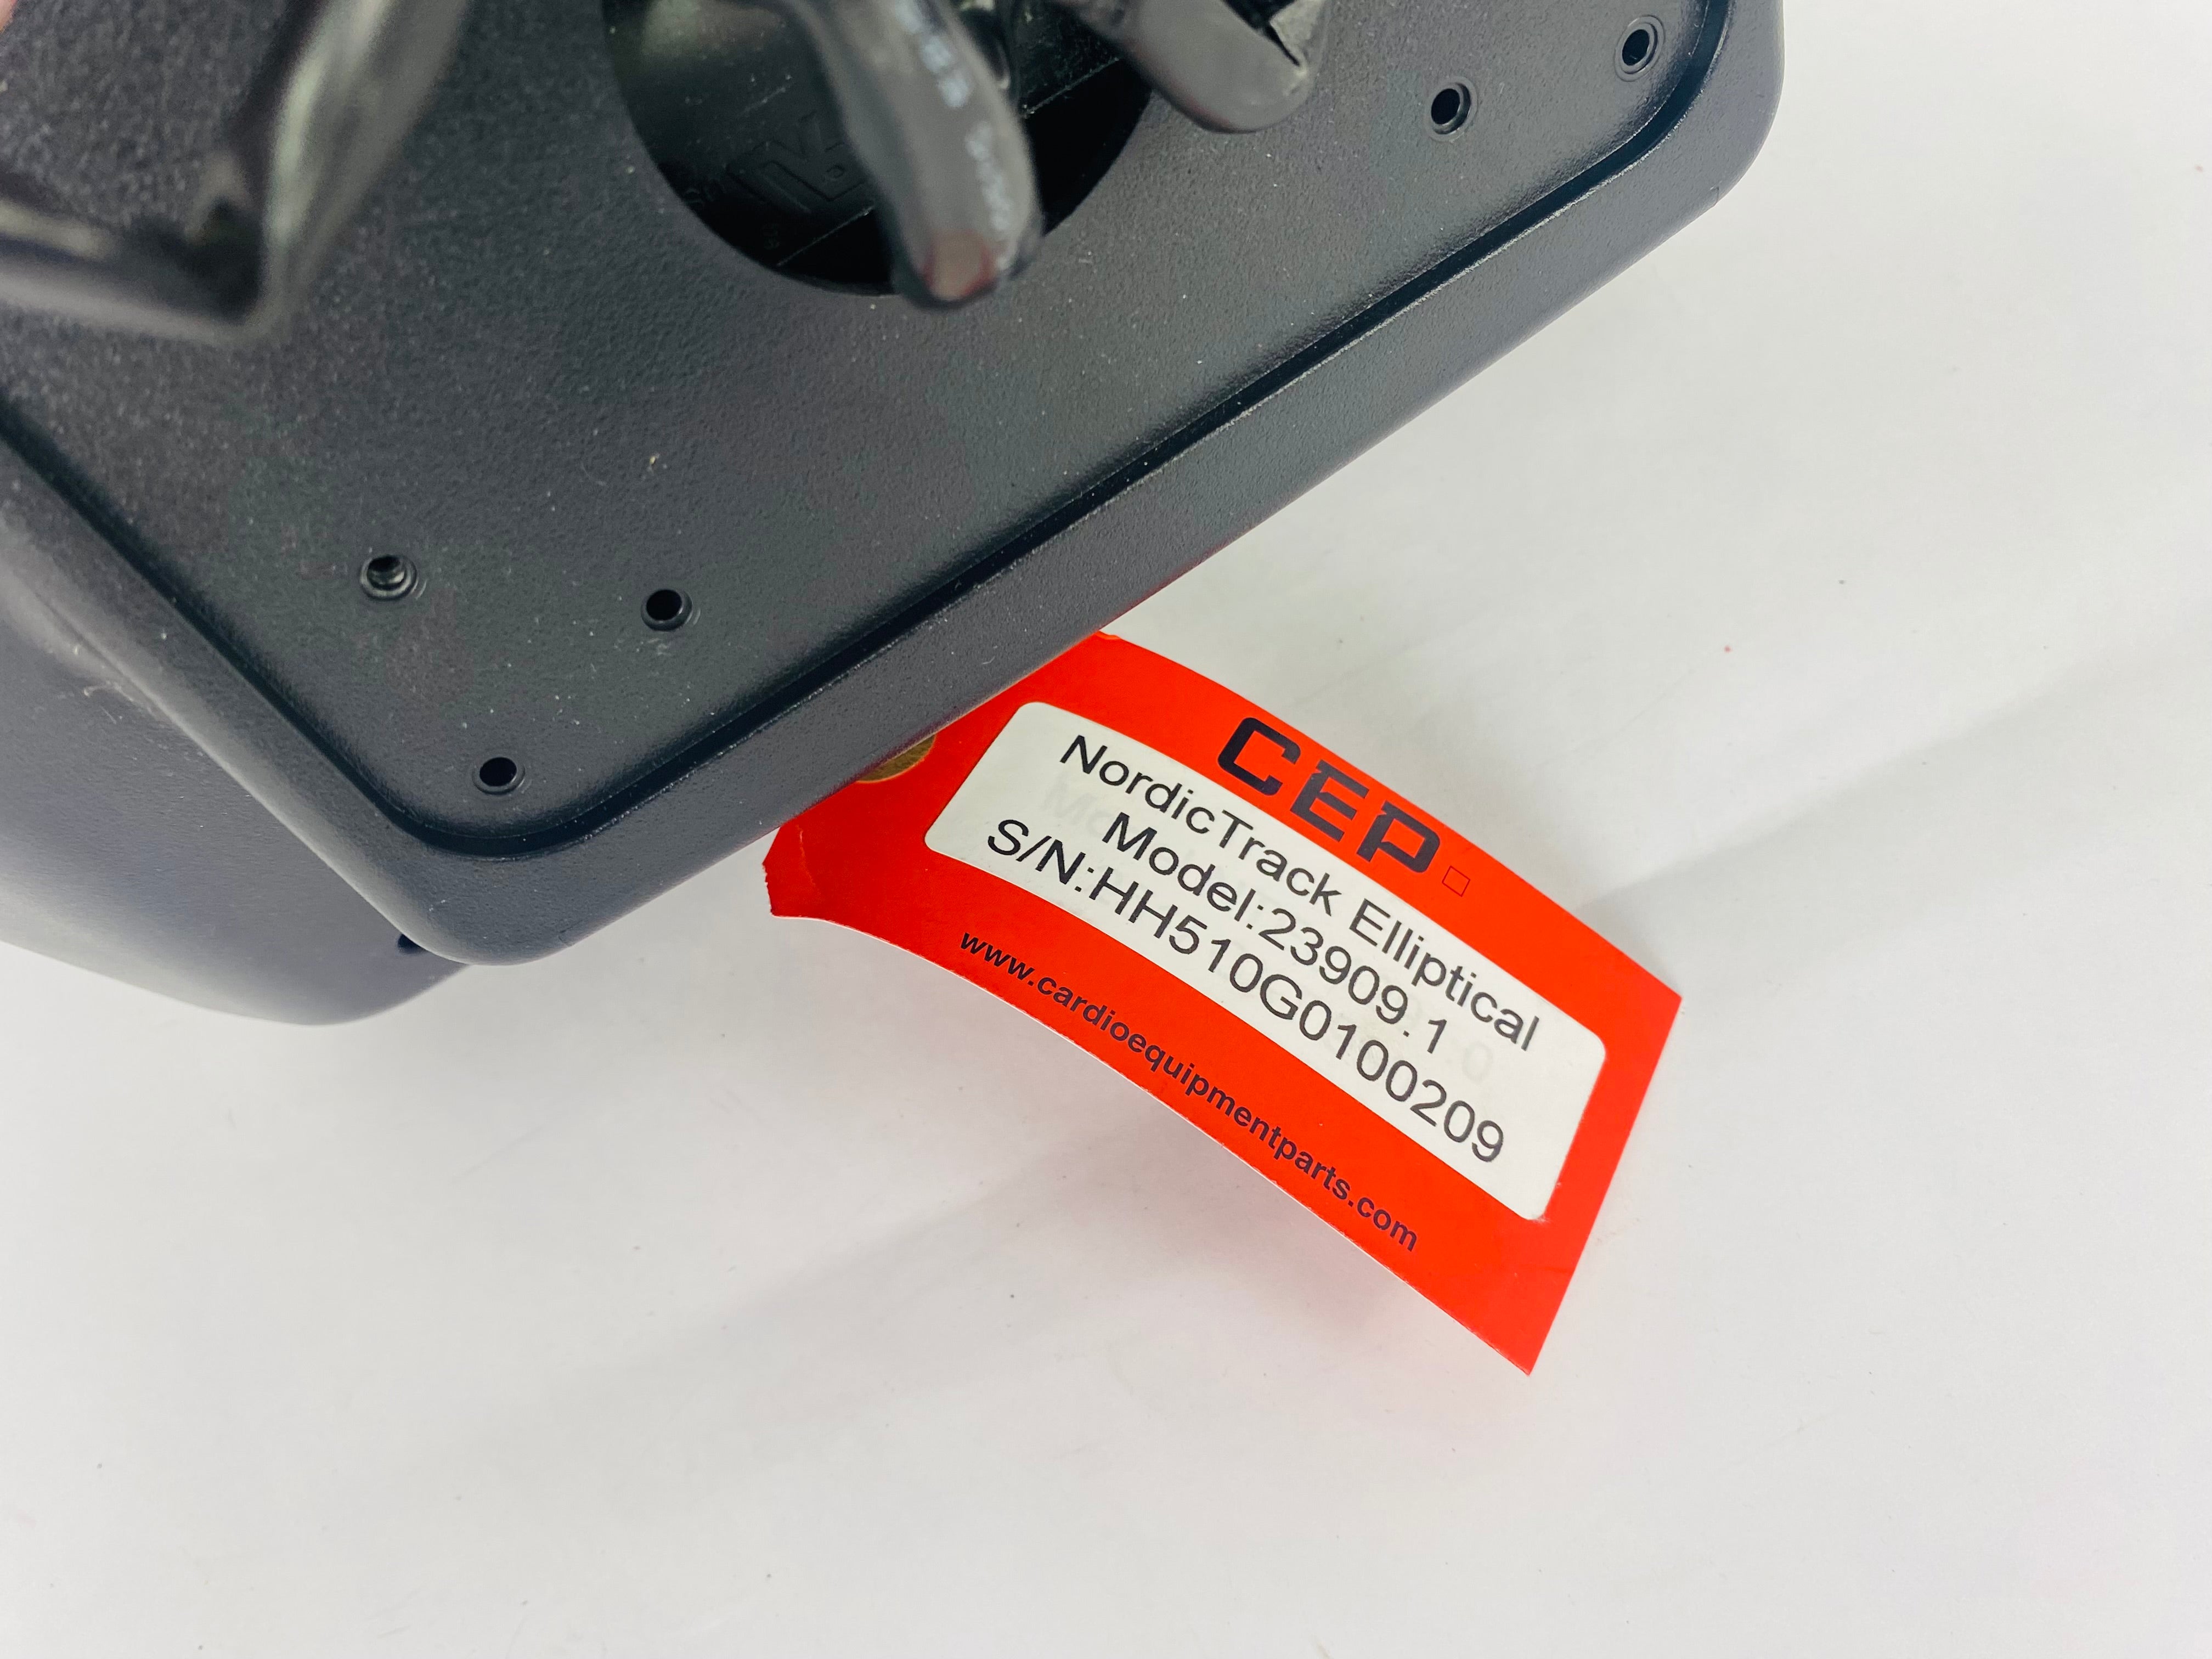 CEP
NordicTrack Elliptical
Model:23909.1
S/N:HH510G0100209
www.cardioequipmentparts.com